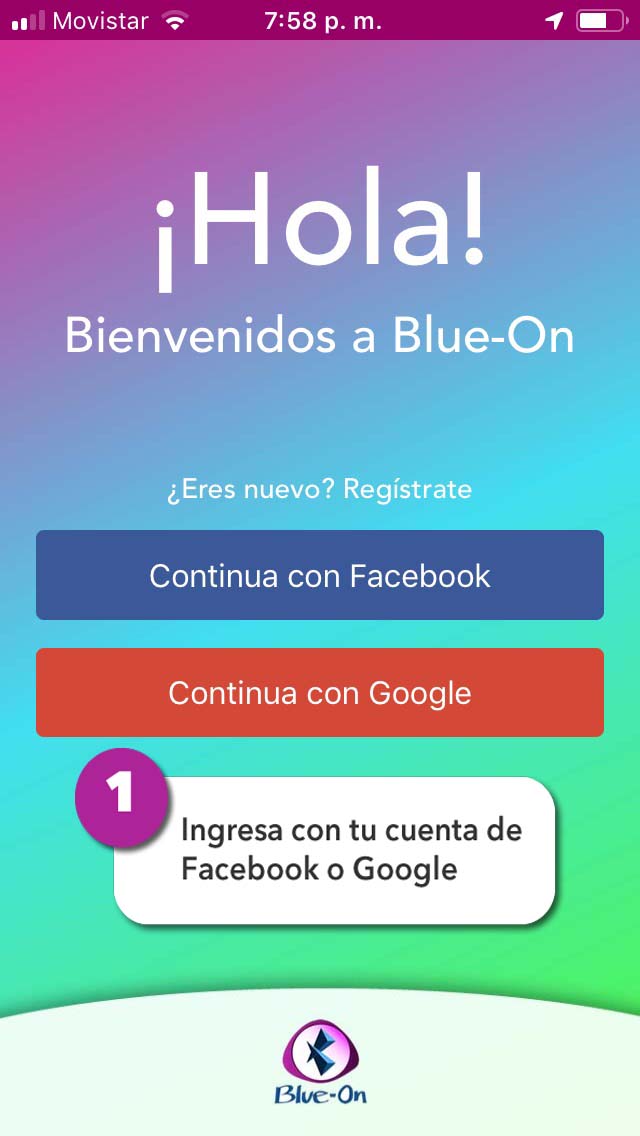 Movistar 7:58 p. m.
¡Hola!
Bienvenidos a Blue-On
¿Eres nuevo? Regístrate
Continua con Facebook
Continua con Google
1
Ingresa con tu cuenta de
Facebook o Google
Blue-On